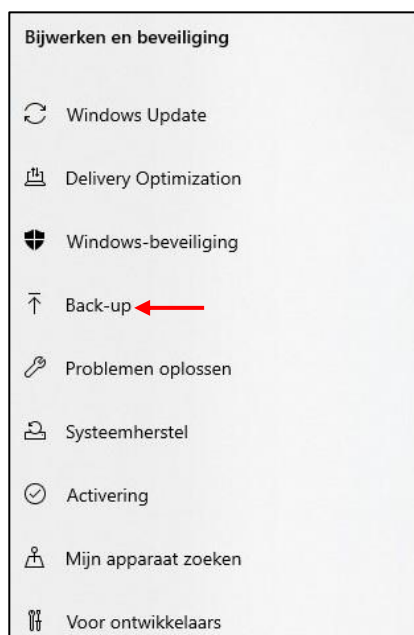 Bijwerken en beveiliging
Windows Update
Delivery Optimization
Windows-beveiliging
Back-up
Problemen oplossen
Systeemherstel
Activering
Mijn apparaat zoeken
Voor ontwikkelaars